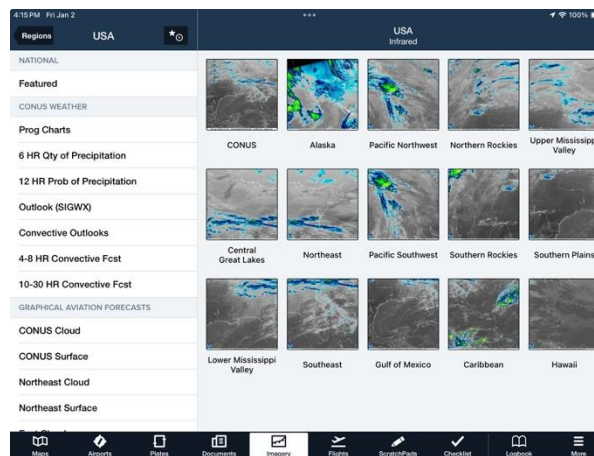 4:15 PM Fri Jan 2
100%
Regions
USA
USA
Infrared
NATIONAL
Featured
CONUS WEATHER
Prog Charts
6 HR Qty of Precipitation
12 HR Prob of Precipitation
Outlook (SIGWX)
Convective Outlooks
4-8 HR Convective Fcst
10-30 HR Convective Fcst
GRAPHICAL AVIATION FORECASTS
CONUS Cloud
CONUS Surface
Northeast Cloud
Northeast Surface
CONUS
Alaska
Pacific Northwest
Northern Rockies
Upper Mississipp
Valley
Central
Great Lakes
Northeast
Pacific Southwest
Southern Rockies
Southern Plains
Lower Mississippi
Valley
Southeast
Gulf of Mexico
Caribbean
Hawaii
Maps
Airports
Plates
Documents
Imagery
Flights
ScratchPads
Checklist
Logbook
More